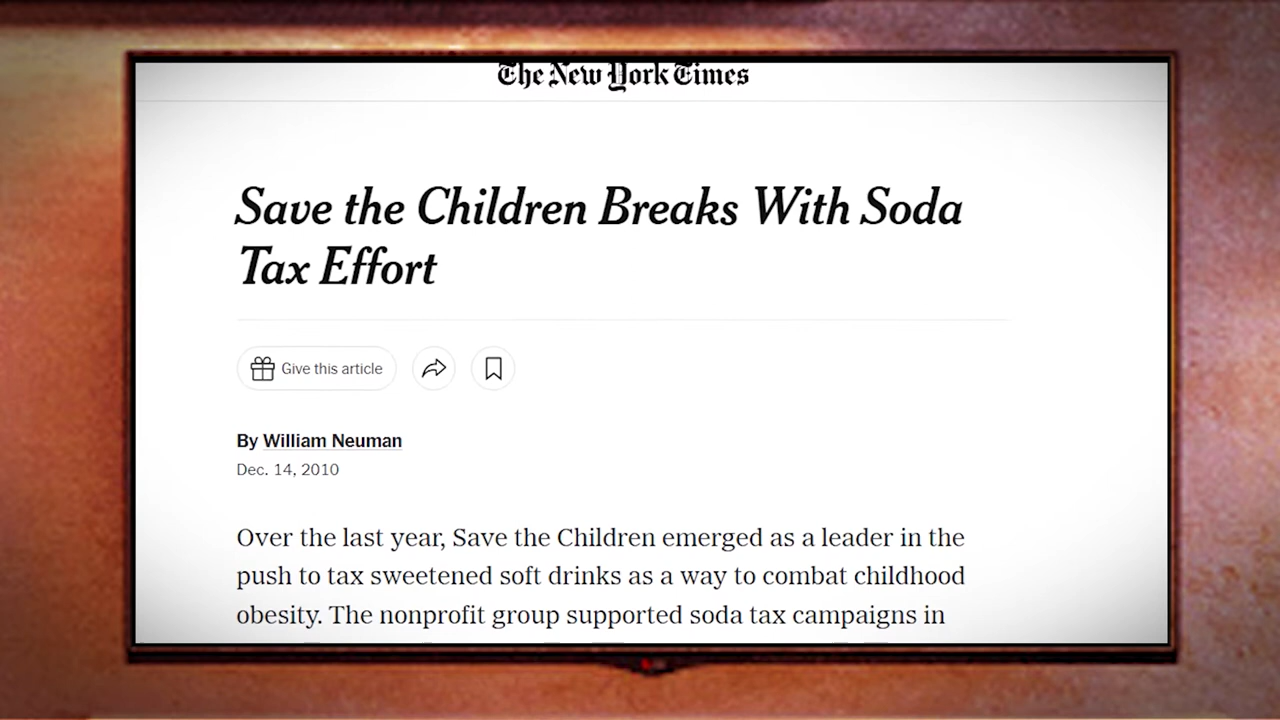 The New York Times
Save the Children Breaks With Soda
Tax Effort
Give this article
By William Neuman
Dec. 14, 2010
Over the last year, Save the Children emerged as a leader in the
push to tax sweetened soft drinks as a way to combat childhood
obesity. The nonprofit group supported soda tax campaigns in